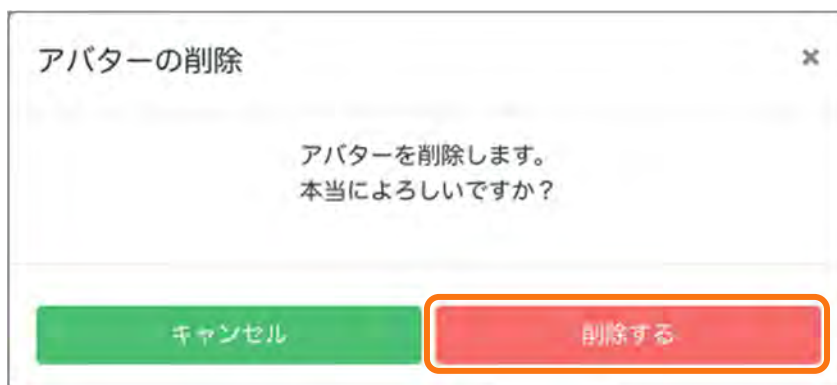 アバターの削除
×
アバターを削除します。
本当によろしいですか？
キャンセル
削除する